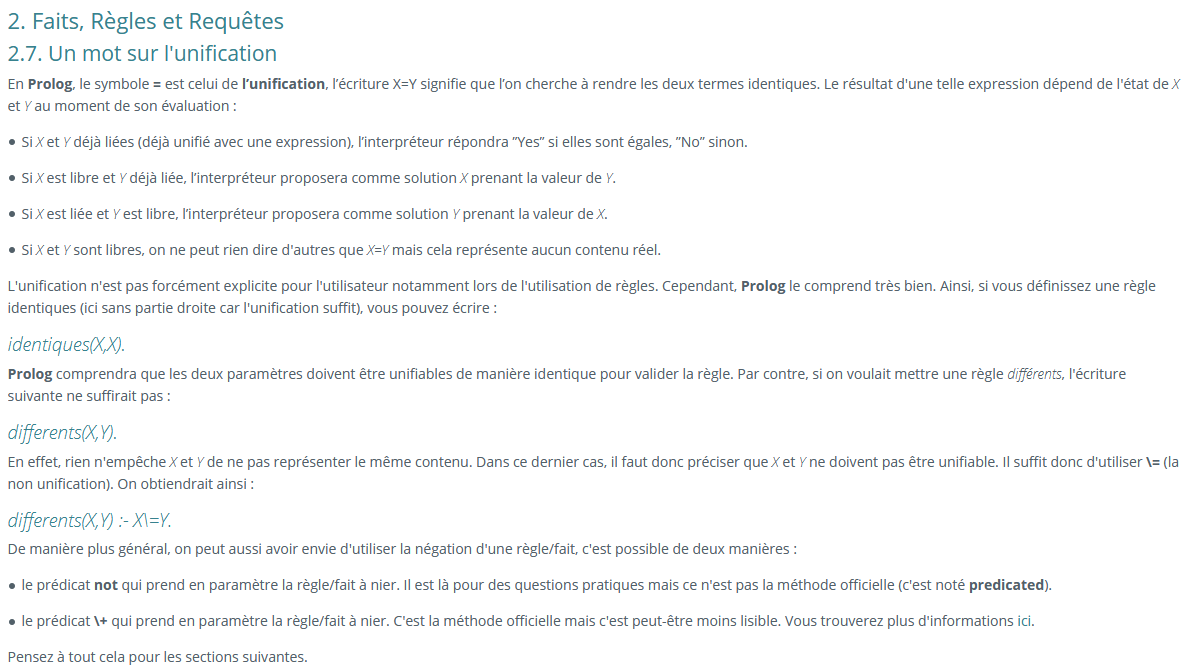 2. Faits, Règles et Requêtes
2.7. Un mot sur l'unification
En Prolog, le symbole = est celui de l’unification, l’écriture X=Y signifie que l’on cherche à rendre les deux termes identiques. Le résultat d'une telle expression dépend de l'état de X
et Y au moment de son évaluation :
● Si X et Y déjà liées (déjà unifié avec une expression), l’interpréteur répondra ”Yes” si elles sont égales, ”No” sinon.
● Si X est libre et Y déjà liée, l’interpréteur proposera comme solution X prenant la valeur de Y.
● Si X est liée et Y est libre, l’interpréteur proposera comme solution Y prenant la valeur de X.
● Si X et Y sont libres, on ne peut rien dire d'autres que X=Y mais cela représente aucun contenu réel.
L'unification n'est pas forcément explicite pour l'utilisateur notamment lors de l'utilisation de règles. Cependant, Prolog le comprend très bien. Ainsi, si vous définissez une règle
identiques (ici sans partie droite car l'unification suffit), vous pouvez écrire :
identiques(X,X).
Prolog comprendra que les deux paramètres doivent être unifiables de manière identique pour valider la règle. Par contre, si on voulait mettre une règle différents, l'écriture
suivante ne suffirait pas :
differents(X,Y).
En effet, rien n'empêche X et Y de ne pas représenter le même contenu. Dans ce dernier cas, il faut donc préciser que X et Y ne doivent pas être unifiable. Il suffit donc d'utiliser \= (la
non unification). On obtiendrait ainsi :
differents(X,Y) :- X\=Y.
De manière plus général, on peut aussi avoir envie d'utiliser la négation d'une règle/fait, c'est possible de deux manières :
● le prédicat not qui prend en paramètre la règle/fait à nier. Il est là pour des questions pratiques mais ce n'est pas la méthode officielle (c'est noté predicated).
● le prédicat \+ qui prend en paramètre la règle/fait à nier. C'est la méthode officielle mais c'est peut-être moins lisible. Vous trouverez plus d'informations ici.
Pensez à tout cela pour les sections suivantes.